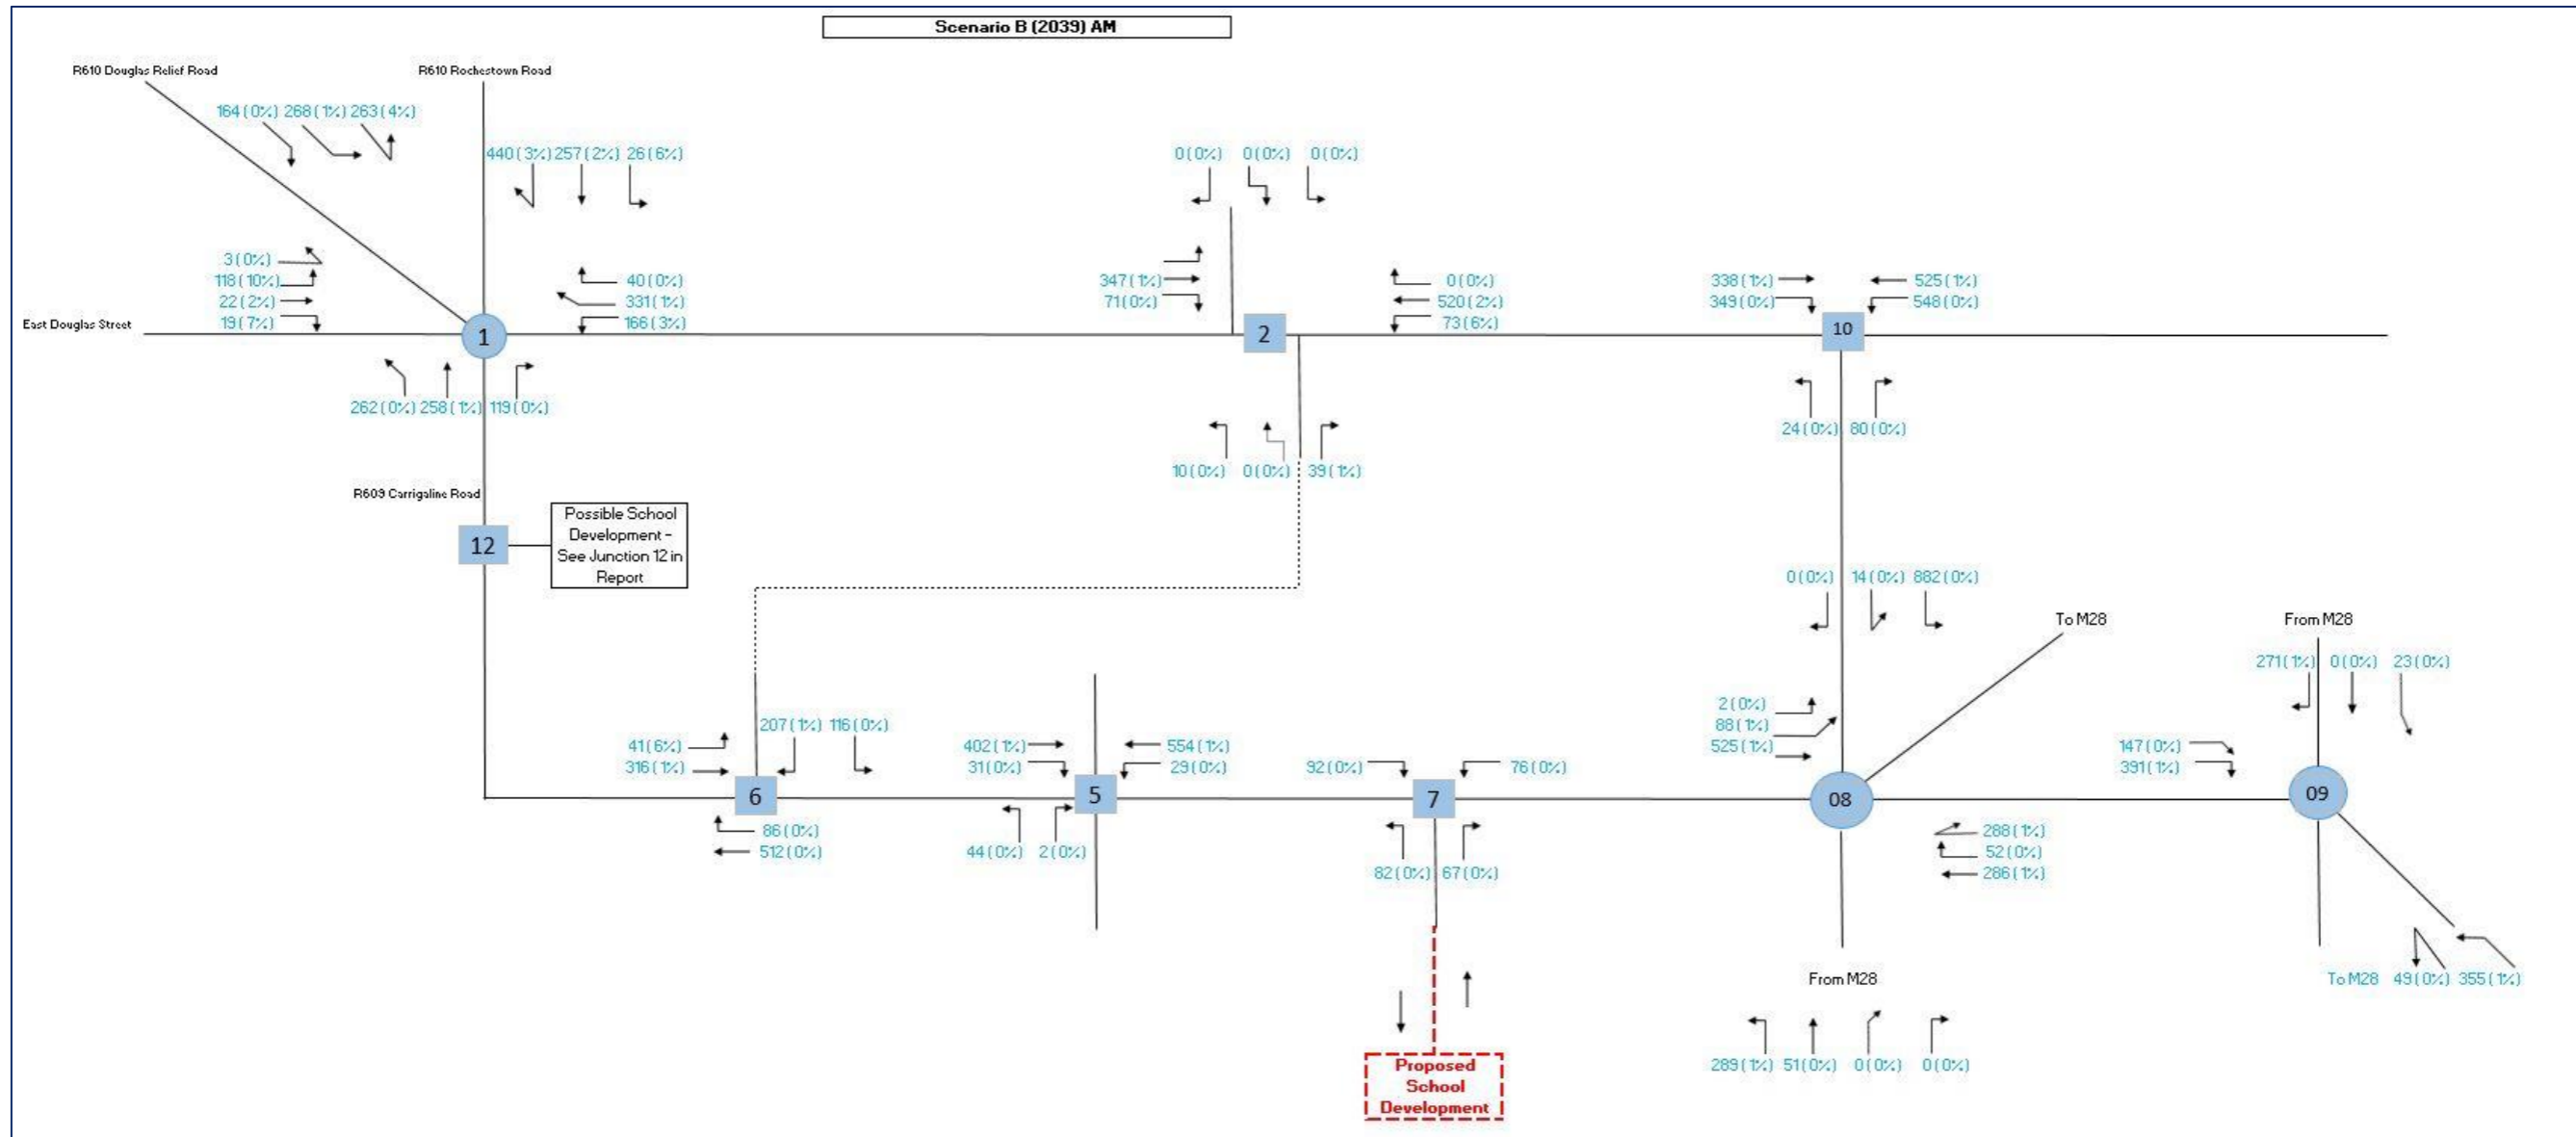 Scenario B (2039) AM
R610 Douglas Relief Road
R610 Rochestown Road
164(0%) 268(1%) 263(4%)
440(3%) 257(2%) 26(6%)
0(0%) 0(0%) 0(0%)
3(0%)
118(10%)
22(2%)
19(7%)
40(0%)
331(1%)
166(3%)
347(1%)
71(0%)
0(0%)
520(2%)
73(6%)
338(1%)
349(0%)
525(1%)
548(0%)
East Douglas Street
1
2
10
262(0%) 258(1%) 119(0%)
24(0%) 80(0%)
10(0%) 0(0%) 39(1%)
R609 Carrigaline Road
12
Possible School
Development -
See Junction 12 in
Report
0(0%) 14(0%) 882(0%)
To M28
From M28
271(1%) 0(0%) 23(0%)
2(0%)
88(1%)
525(1%)
207(1%) 116(0%)
41(6%)
316(1%)
402(1%)
31(0%)
554(1%)
29(0%)
92(0%)
76(0%)
147(0%)
391(1%)
6
5
7
08
09
86(0%)
512(0%)
44(0%) 2(0%)
82(0%) 67(0%)
288(1%)
52(0%)
286(1%)
From M28
To M28 49(0%) 355(1%)
289(1%) 51(0%) 0(0%) 0(0%)
Proposed
School
Development